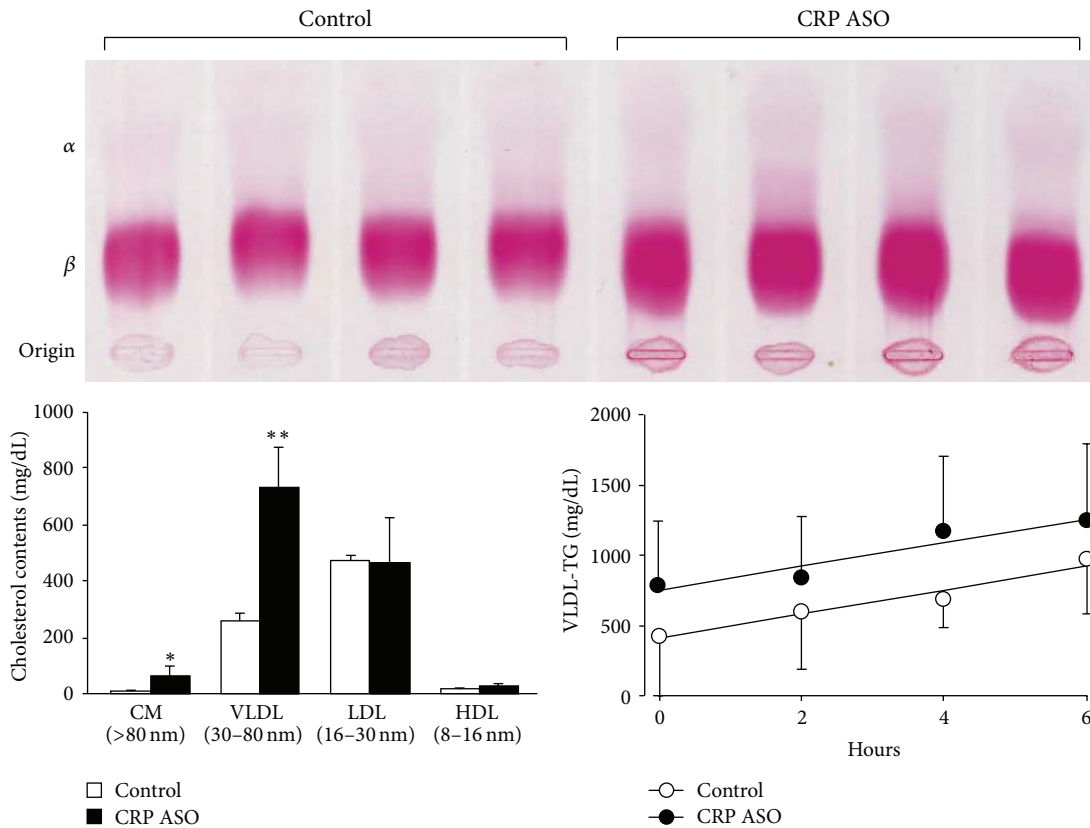 Control
CRP ASO
α
β
Origin
1000
800
600
400
200
0
Cholesterol contents (mg/dL)
*
**
CM
(>80 nm)
VLDL
(30–80 nm)
LDL
(16–30 nm)
HDL
(8–16 nm)
Control
CRP ASO
2000
1500
1000
500
0
VLDL-TG (mg/dL)
0
2
4
6
Hours
Control
CRP ASO